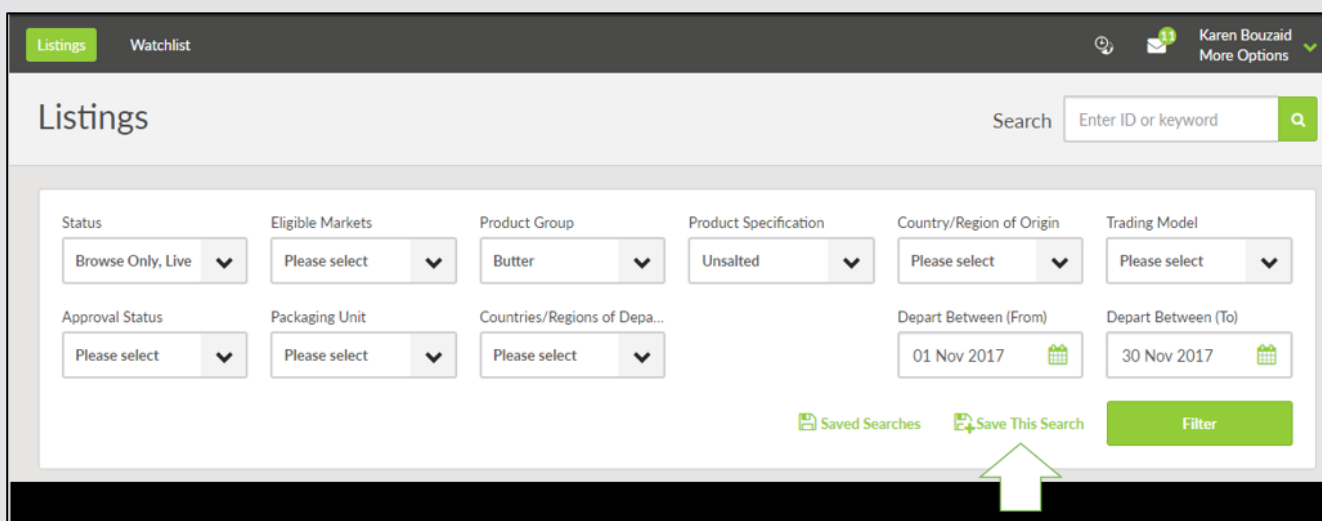 Listings Watchlist 11 Karen Bouzaid
More Options
Listings Search Enter ID or keyword
Status Eligible Markets Product Group Product Specification Country/Region of Origin Trading Model
Browse Only, Live Please select Butter Unsalted Please select Please select
Approval Status Packaging Unit Countries/Regions of Depa... Depart Between (From) Depart Between (To)
Please select Please select Please select 01 Nov 2017 30 Nov 2017
Saved Searches Save This Search Filter